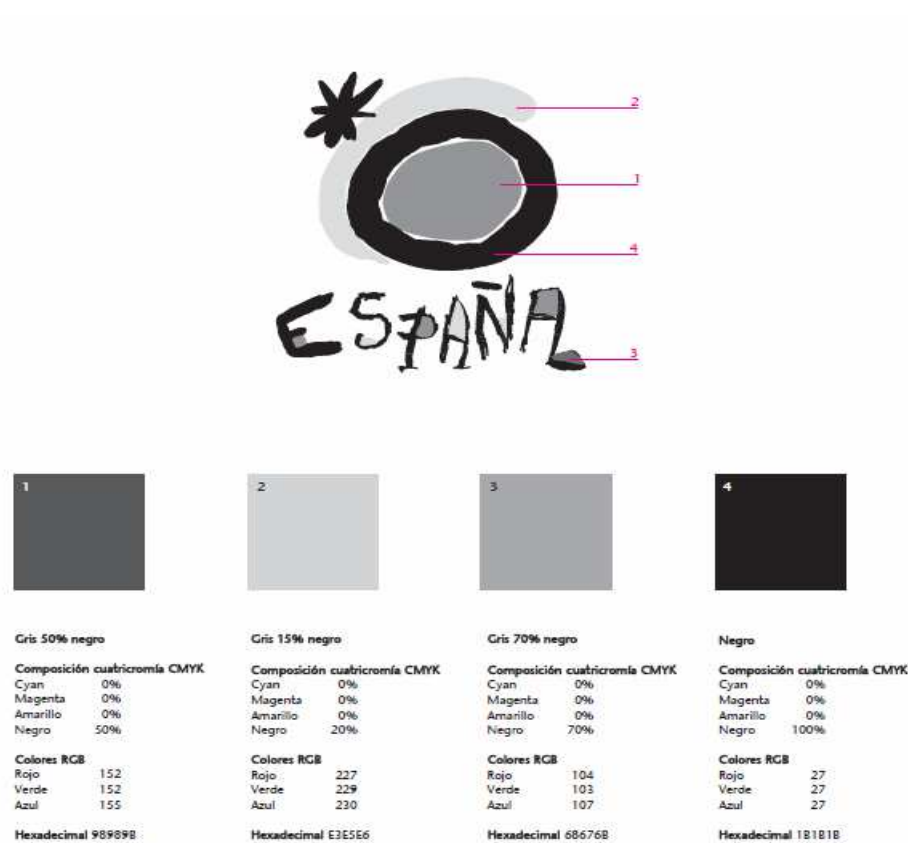 2
1
4
ESPAÑA
3
1
2
3
4
Gris 50% negro
Composición cuatricromía CMYK
Cyan 0%
Magenta 0%
Amarillo 0%
Negro 50%
Colores RGB
Rojo 152
Verde 152
Azul 155
Hexadecimal 98989B
Gris 15% negro
Composición cuatricromía CMYK
Cyan 0%
Magenta 0%
Amarillo 0%
Negro 20%
Colores RGB
Rojo 227
Verde 229
Azul 230
Hexadecimal E3E5E6
Gris 70% negro
Composición cuatricromía CMYK
Cyan 0%
Magenta 0%
Amarillo 0%
Negro 70%
Colores RGB
Rojo 104
Verde 103
Azul 107
Hexadecimal 68676B
Negro
Composición cuatricromía CMYK
Cyan 0%
Magenta 0%
Amarillo 0%
Negro 100%
Colores RGB
Rojo 27
Verde 27
Azul 27
Hexadecimal 1B1B1B